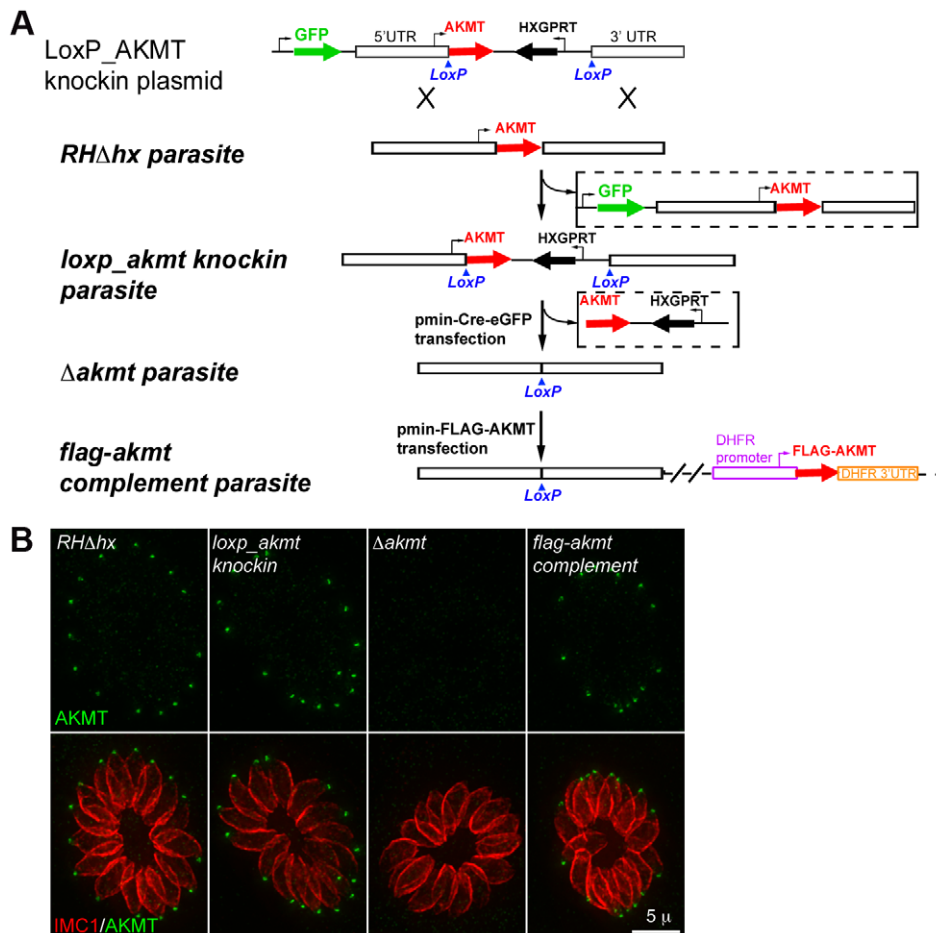 A
LoxP_AKMT
knockin plasmid
GFP
5'UTR
AKMT
HXGPRT
3' UTR
LoxP
LoxP
X
X
RHΔhx parasite
AKMT
GFP
AKMT
loxp_akmt knockin
parasite
AKMT
HXGPRT
LoxP
LoxP
pmin-Cre-eGFP
transfection
AKMT
HXGPRT
Δakmt parasite
LoxP
flag-akmt
complement parasite
pmin-FLAG-AKMT
transfection
LoxP
DHFR
promoter
FLAG-AKMT
DHFR 3'UTR
B
RHΔhx
loxp_akmt
knockin
Δakmt
flag-akmt
complement
AKMT
IMC1/AKMT
5 μ